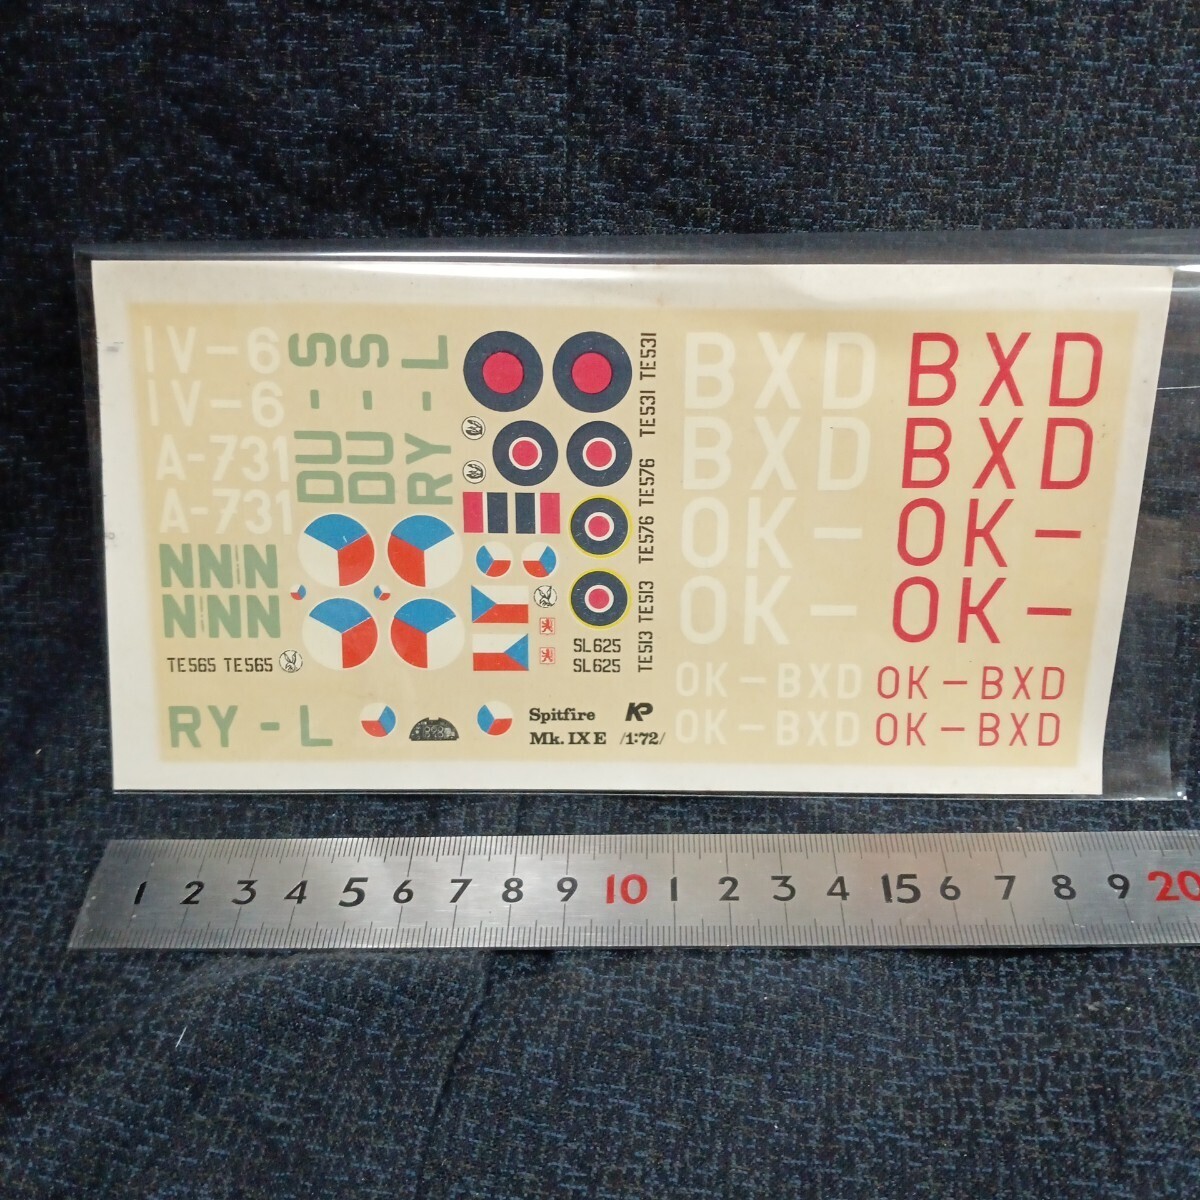 IV-6
IV-6
A-731
A-731
DU-S
DU-S
RY-L
NNN
NNN
TE565 TE565
RY-L
TE531 TE531
TE576 TE576
TE513 TE513
SL625
SL625
Spitfire KP
Mk. IX E /1:72/
BXD
BXD
OK-
OK-
OK-BXD
OK-BXD
BXD
BXD
OK-
OK-
OK-BXD
OK-BXD
1 2 3 4 5 6 7 8 9 10 1 2 3 4 15 6 7 8 9 20